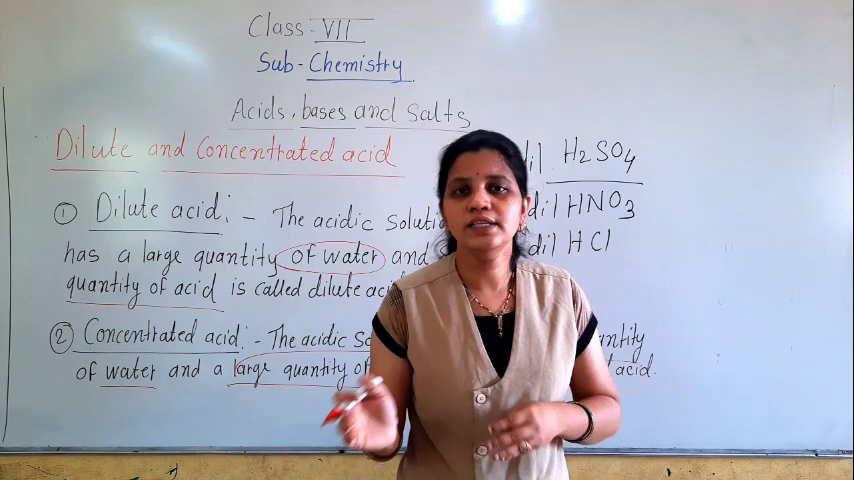 Class - VII
Sub - Chemistry
Acids, bases and Salts
Dilute and Concentrated acid
dil H2SO4
dil HNO3
dil HCl
① Dilute acid: - The acidic Solutio
has a large quantity of water and
quantity of acid is called dilute aci
② Concentrated acid: - The acidic So antity
of water and a large quantity of acid.